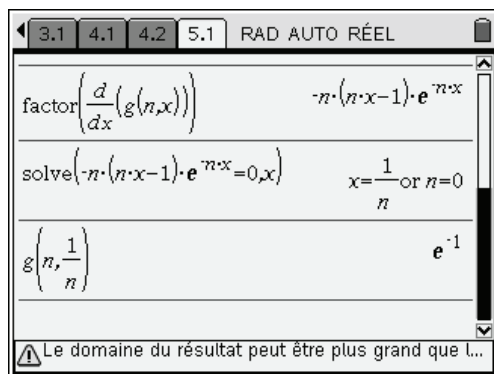 3.1 4.1 4.2 5.1 RAD AUTO RÉEL
factor(d/dx(g(n,x))) -n·(n·x−1)·e^-n·x
solve(-n·(n·x−1)·e^-n·x=0,x) x=1/n or n=0
g(n,1/n) e^-1
Le domaine du résultat peut être plus grand que l...